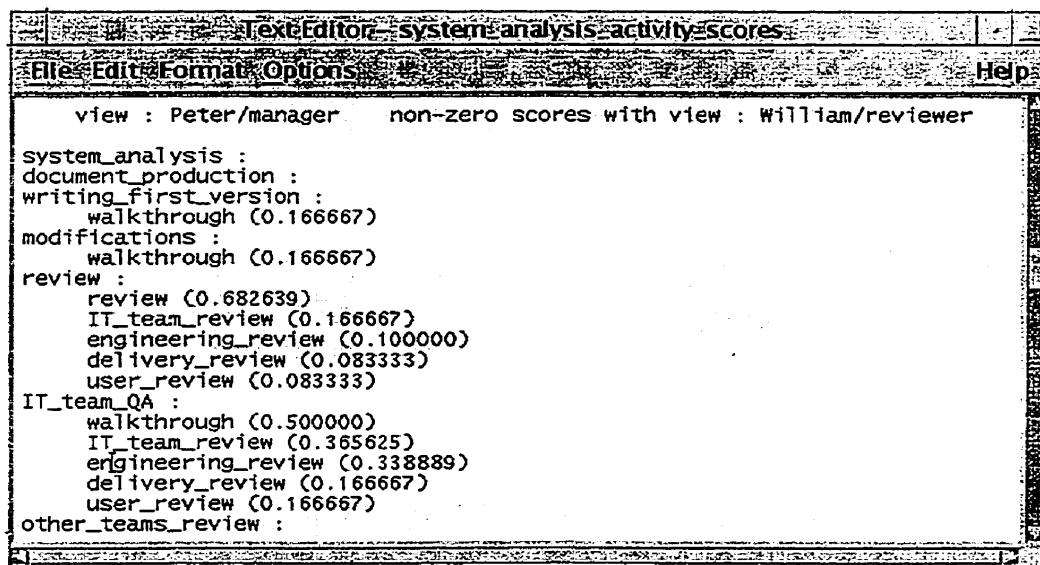 Text Editor - system_analysis_activity_scores
File Edit Format Options Help
view : Peter/manager non-zero scores with view : William/reviewer
system_analysis :
document_production :
writing_first_version :
walkthrough (0.166667)
modifications :
walkthrough (0.166667)
review :
review (0.682639)
IT_team_review (0.166667)
engineering_review (0.100000)
delivery_review (0.083333)
user_review (0.083333)
IT_team_QA :
walkthrough (0.500000)
IT_team_review (0.365625)
engineering_review (0.338889)
delivery_review (0.166667)
user_review (0.166667)
other_teams_review :